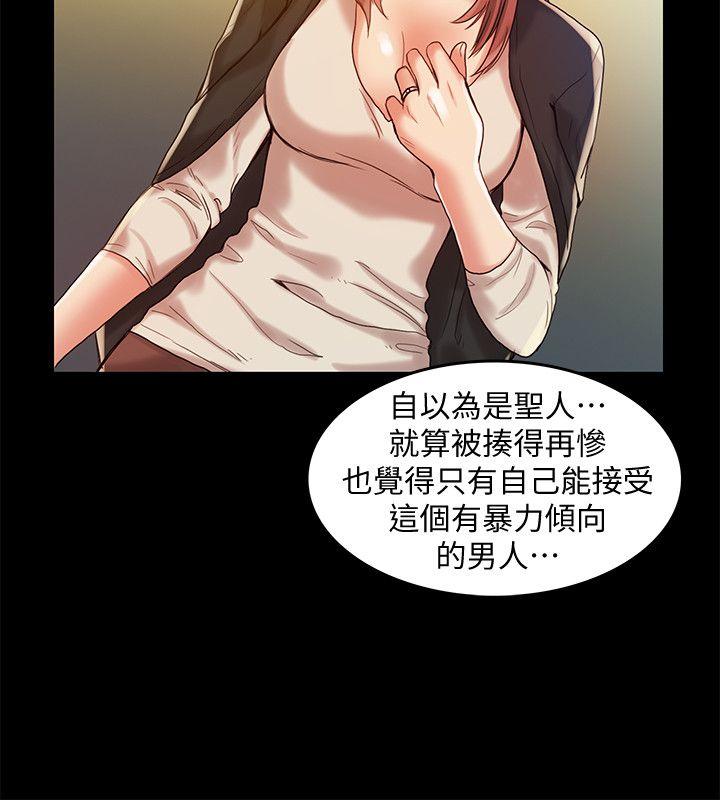 自以為是聖人⋯
就算被揍得再慘
也覺得只有自己能接受
這個有暴力傾向
的男人⋯